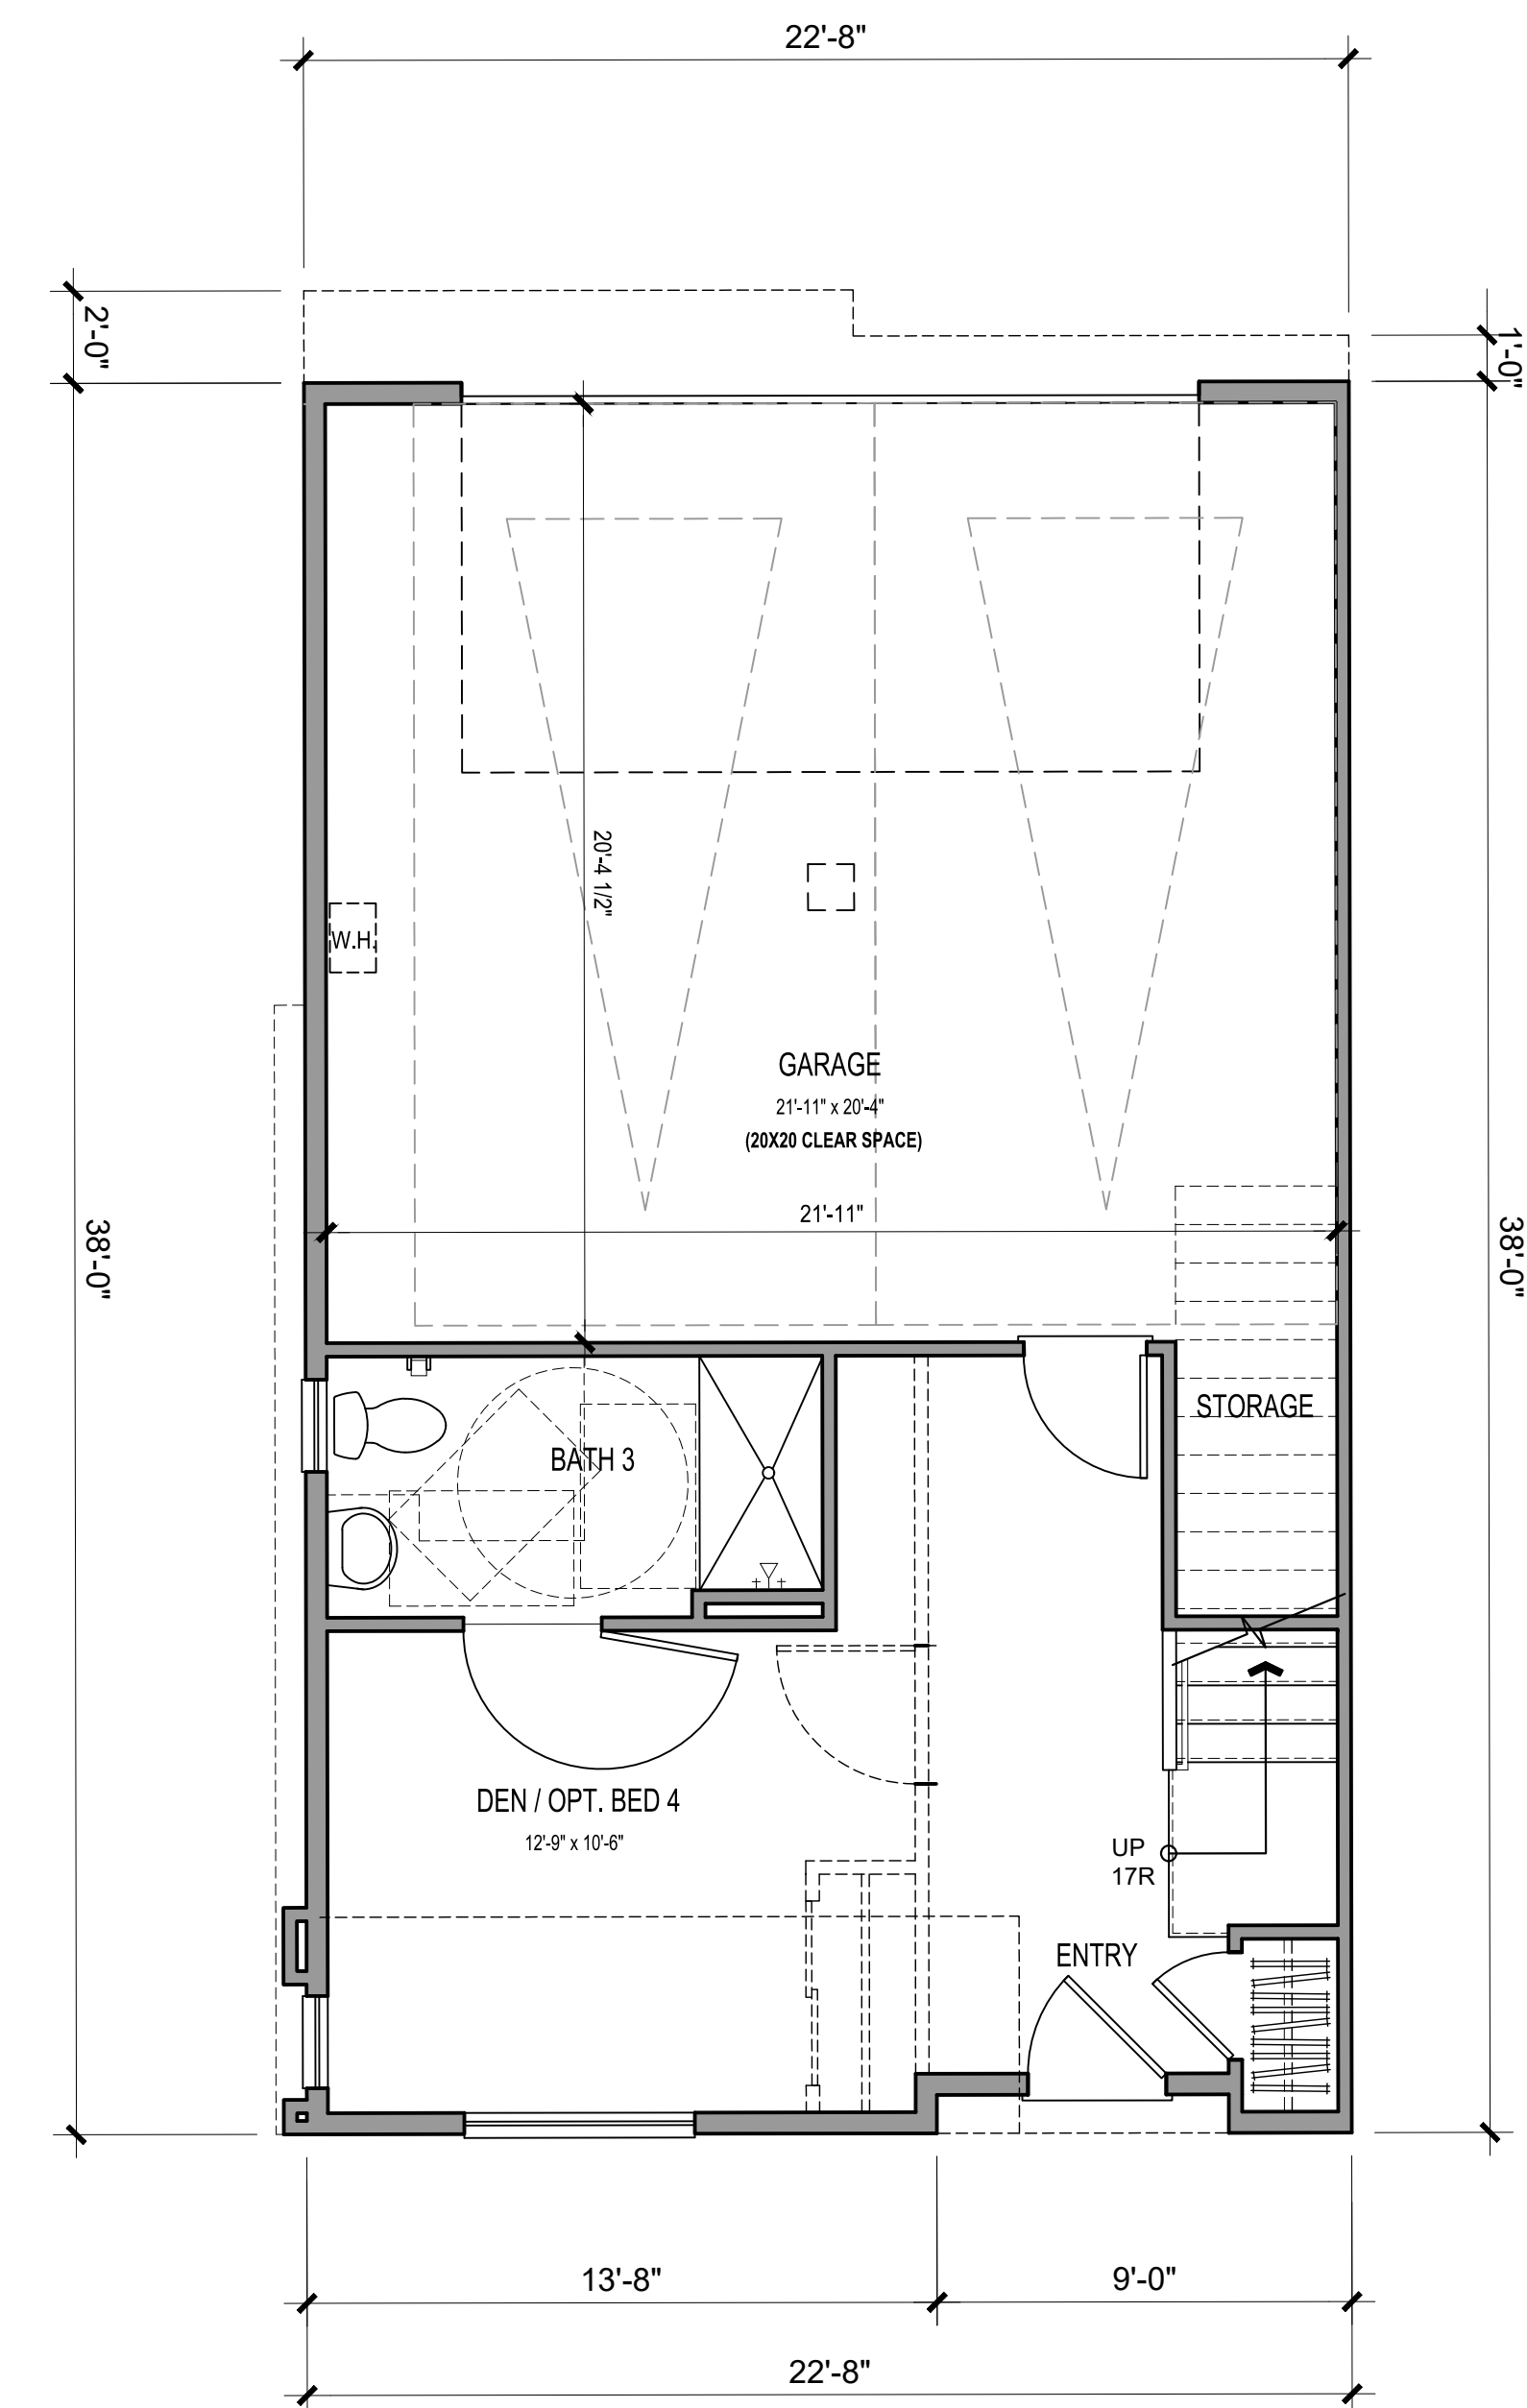 22'-8"
2'-0"
1'-0"
20'-4 1/2"
W.H.
GARAGE
21'-11" x 20'-4"
(20X20 CLEAR SPACE)
21'-11"
38'-0"
38'-0"
STORAGE
BATH 3
DEN / OPT. BED 4
12'-9" x 10'-6"
UP
17R
ENTRY
13'-8"
9'-0"
22'-8"